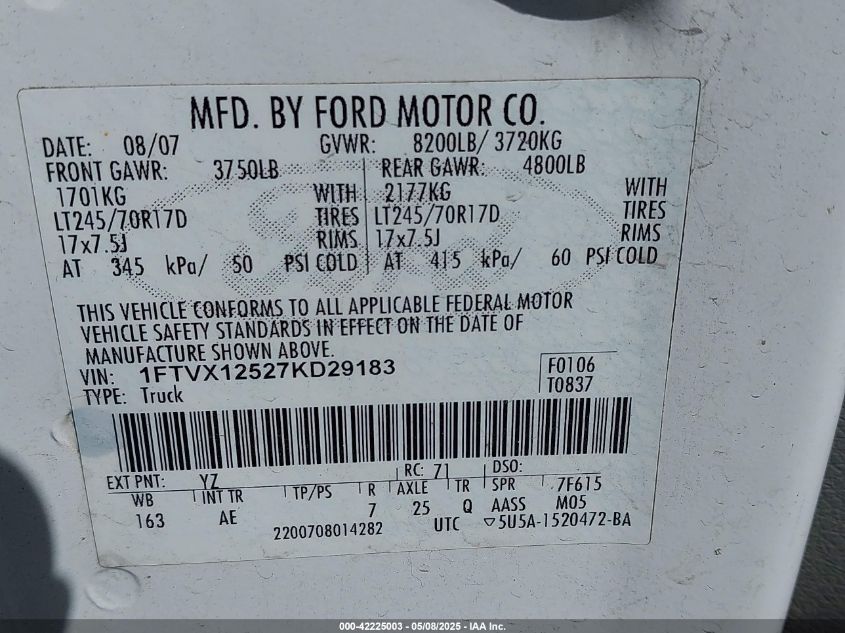 MFD. BY FORD MOTOR CO.
DATE: 08/07 GVWR: 8200LB/ 3720KG
FRONT GAWR: 3750LB REAR GAWR: 4800LB
1701KG WITH 2177KG WITH
LT245/70R17D TIRES LT245/70R17D TIRES
17x7.5J RIMS 17x7.5J RIMS
AT 345 kPa/ 50 PSI COLD AT 415 kPa/ 60 PSI COLD
THIS VEHICLE CONFORMS TO ALL APPLICABLE FEDERAL MOTOR
VEHICLE SAFETY STANDARDS IN EFFECT ON THE DATE OF
MANUFACTURE SHOWN ABOVE.
VIN: 1FTVX12527KD29183 F0106
TYPE: Truck T0837
EXT PNT: YZ RC: 71 DSO:
WB INT TR TP/PS R AXLE TR SPR 7F615
163 AE 7 25 Q AASS M05
2200708014282 UTC ▽5U5A-1520472-BA
000-42225003 - 05/08/2025 - IAA Inc.